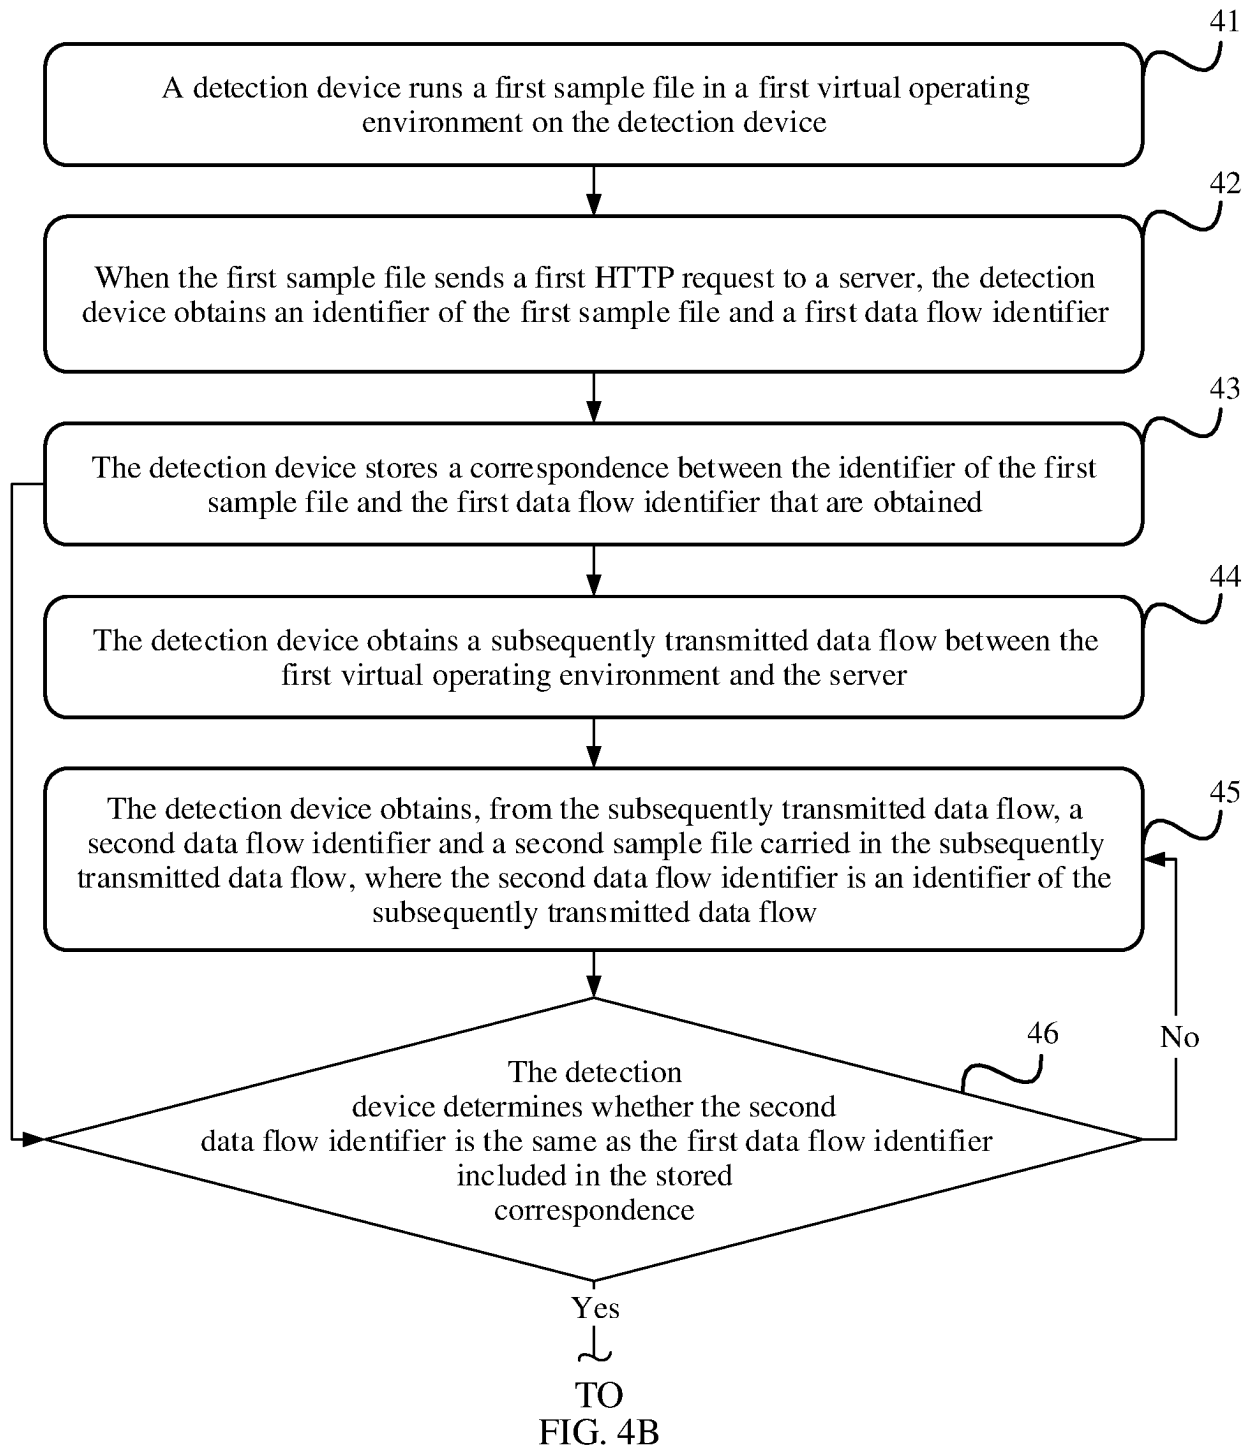 41
A detection device runs a first sample file in a first virtual operating
environment on the detection device
42
When the first sample file sends a first HTTP request to a server, the detection
device obtains an identifier of the first sample file and a first data flow identifier
43
The detection device stores a correspondence between the identifier of the first
sample file and the first data flow identifier that are obtained
44
The detection device obtains a subsequently transmitted data flow between the
first virtual operating environment and the server
45
The detection device obtains, from the subsequently transmitted data flow, a
second data flow identifier and a second sample file carried in the subsequently
transmitted data flow, where the second data flow identifier is an identifier of the
subsequently transmitted data flow
46
No
The detection
device determines whether the second
data flow identifier is the same as the first data flow identifier
included in the stored
correspondence
Yes
TO
FIG. 4B